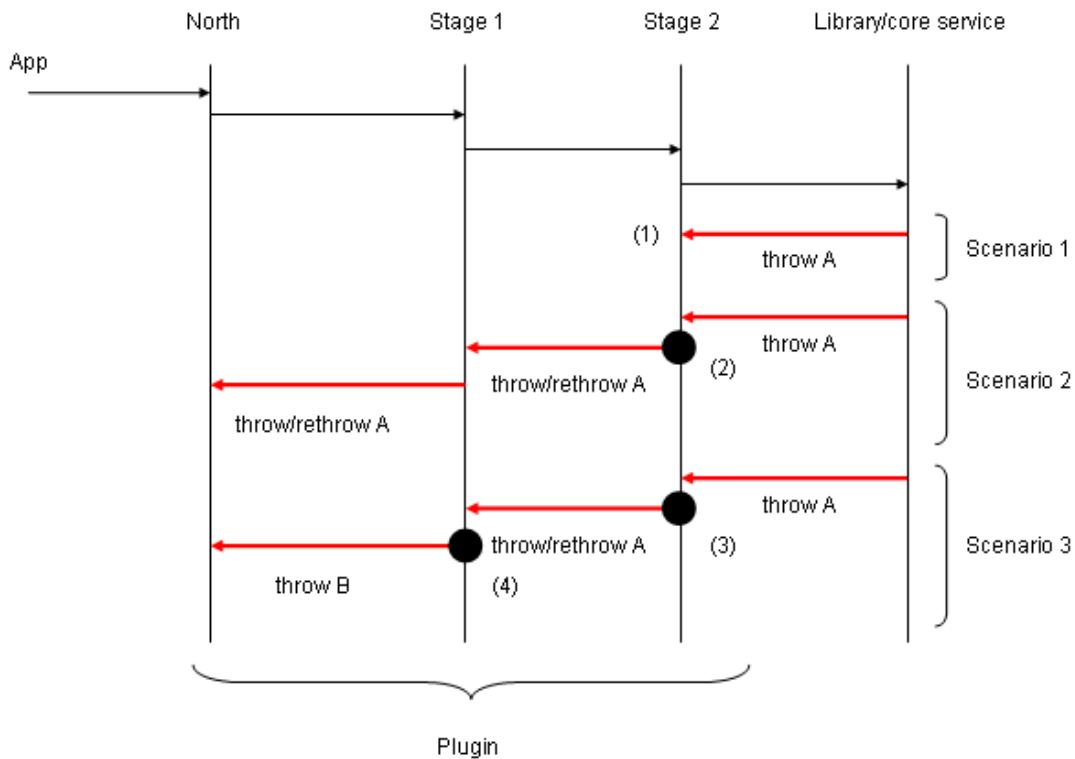 North
Stage 1
Stage 2
Library/core service
App
(1)
throw A
Scenario 1
throw A
(2)
throw/rethrow A
Scenario 2
throw/rethrow A
throw A
(3)
throw/rethrow A
Scenario 3
throw B
(4)
Plugin